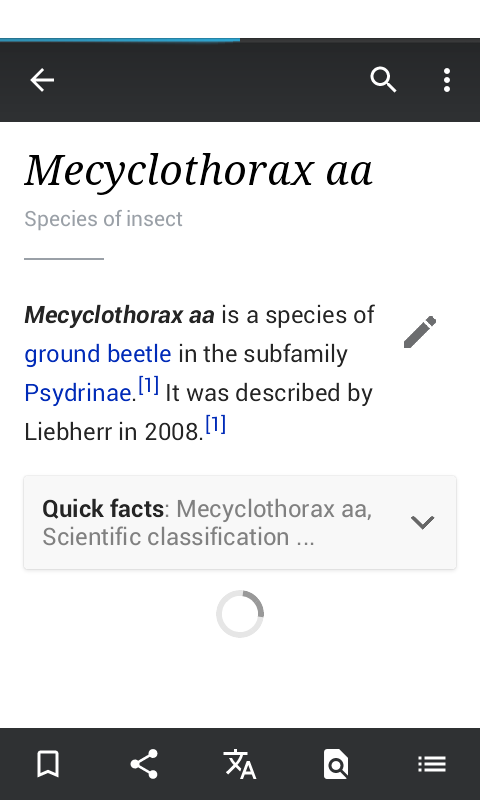 Mecyclothorax aa
Species of insect
Mecyclothorax aa is a species of
ground beetle in the subfamily
Psydrinae.[1] It was described by
Liebherr in 2008.[1]
Quick facts: Mecyclothorax aa,
Scientific classification ...